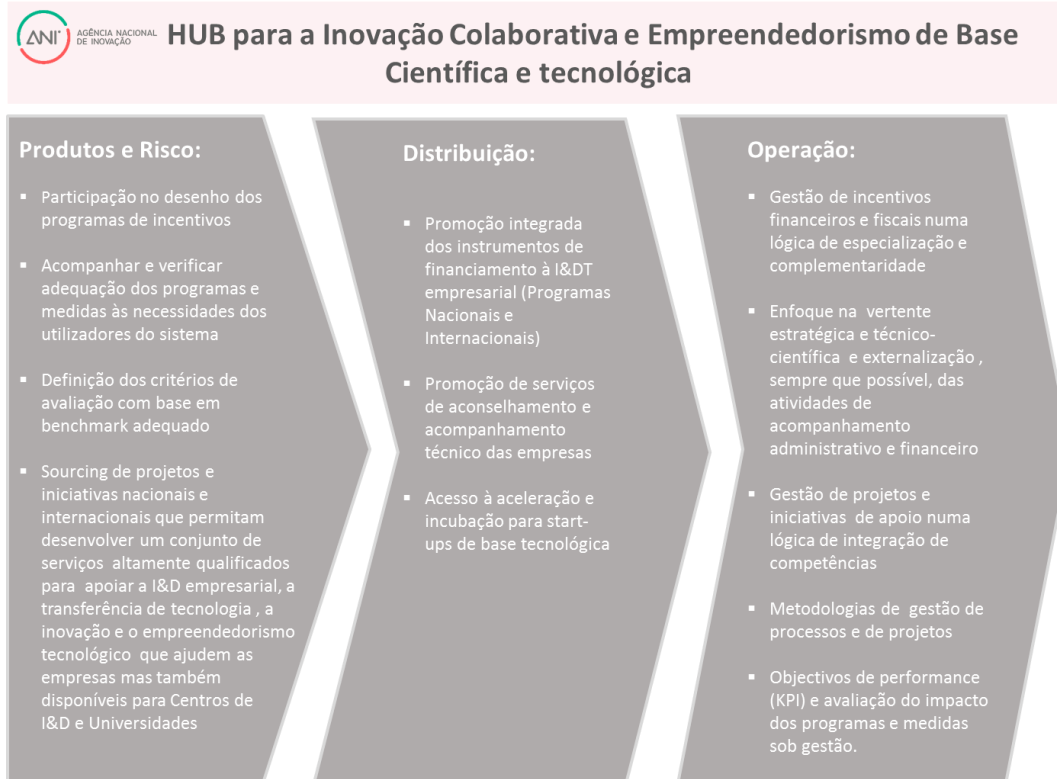 ANI
AGÊNCIA NACIONAL
DE INOVAÇÃO
HUB para a Inovação Colaborativa e Empreendedorismo de Base
Científica e tecnológica
Produtos e Risco:
▪ Participação no desenho dos
programas de incentivos
▪ Acompanhar e verificar
adequação dos programas e
medidas às necessidades dos
utilizadores do sistema
▪ Definição dos critérios de
avaliação com base em
benchmark adequado
▪ Sourcing de projetos e
iniciativas nacionais e
internacionais que permitam
desenvolver um conjunto de
serviços altamente qualificados
para apoiar a I&D empresarial, a
transferência de tecnologia , a
inovação e o empreendedorismo
tecnológico que ajudem as
empresas mas também
disponíveis para Centros de
I&D e Universidades
Distribuição:
▪ Promoção integrada
dos instrumentos de
financiamento à I&DT
empresarial (Programas
Nacionais e
Internacionais)
▪ Promoção de serviços
de aconselhamento e
acompanhamento
técnico das empresas
▪ Acesso à aceleração e
incubação para start-
ups de base tecnológica
Operação:
▪ Gestão de incentivos
financeiros e fiscais numa
lógica de especialização e
complementaridade
▪ Enfoque na vertente
estratégica e técnico-
científica e externalização ,
sempre que possível, das
atividades de
acompanhamento
administrativo e financeiro
▪ Gestão de projetos e
iniciativas de apoio numa
lógica de integração de
competências
▪ Metodologias de gestão de
processos e de projetos
▪ Objectivos de performance
(KPI) e avaliação do impacto
dos programas e medidas
sob gestão.